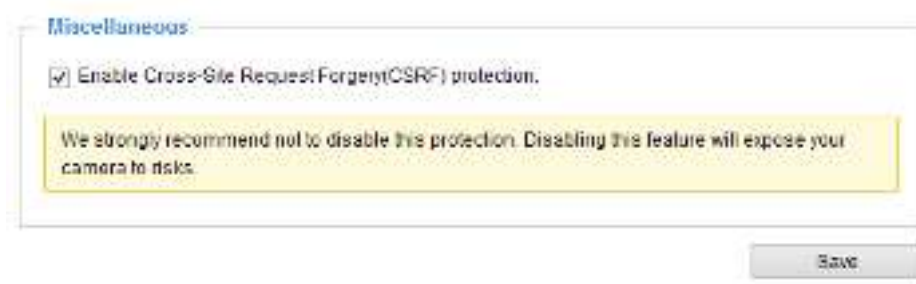 Miscellaneous
Enable Cross-Site Request Forgery(CSRF) protection.
We strongly recommend not to disable this protection. Disabling this feature will expose your
camera to risks.
Save